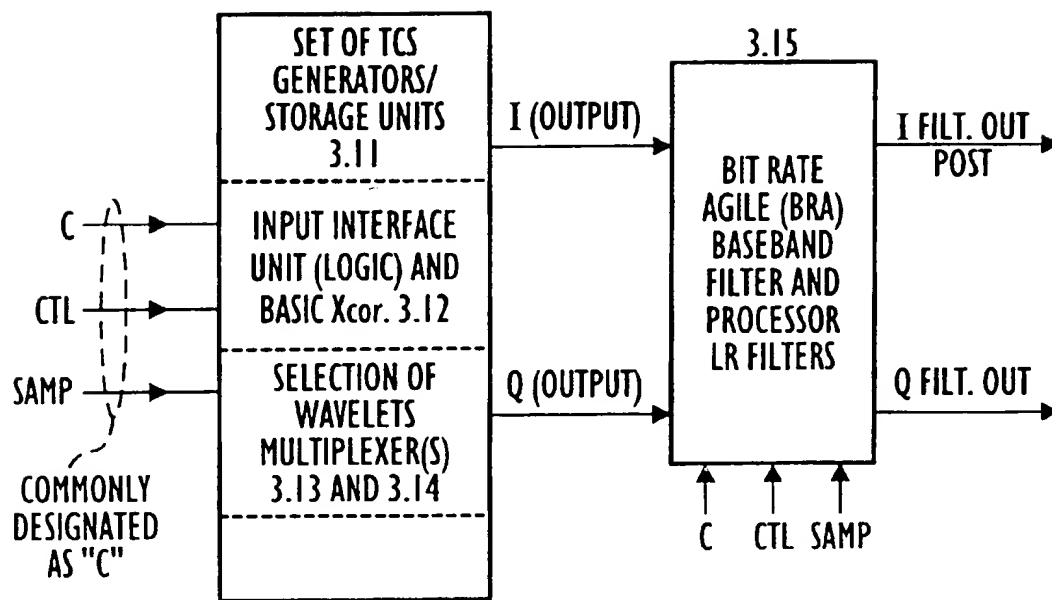 SET OF TCS
GENERATORS/
STORAGE UNITS
3.11
INPUT INTERFACE
UNIT (LOGIC) AND
BASIC Xcor. 3.12
SELECTION OF
WAVELETS
MULTIPLEXER(S)
3.13 AND 3.14
C
CTL
SAMP
COMMONLY
DESIGNATED
AS "C"
I (OUTPUT)
Q (OUTPUT)
3.15
BIT RATE
AGILE (BRA)
BASEBAND
FILTER AND
PROCESSOR
LR FILTERS
C CTL SAMP
I FILT. OUT
POST
Q FILT. OUT